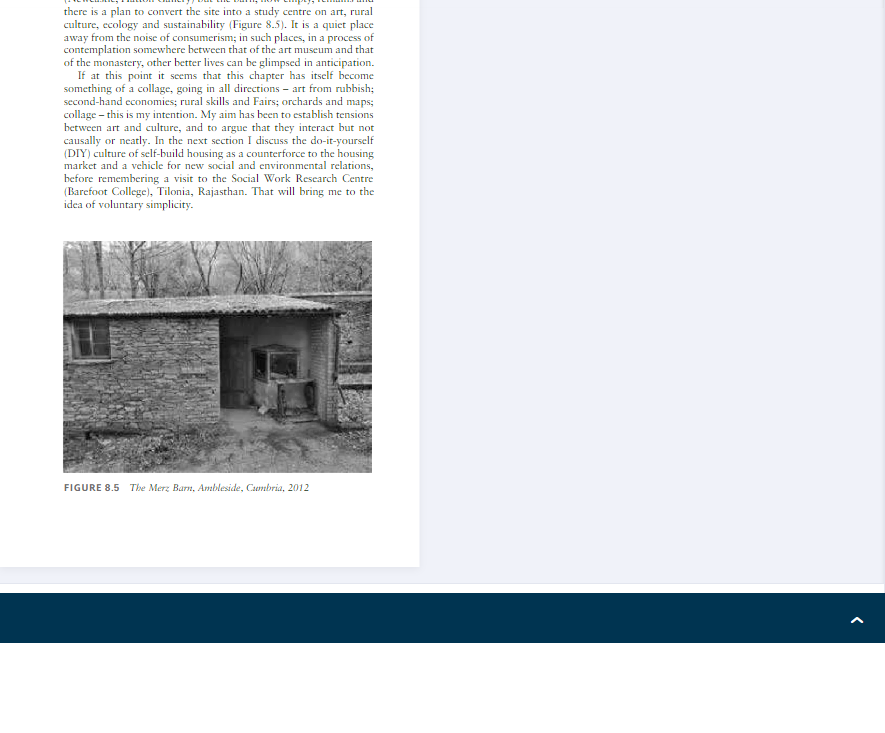 there is a plan to convert the site into a study centre on art, rural
culture, ecology and sustainability (Figure 8.5). It is a quiet place
away from the noise of consumerism; in such places, in a process of
contemplation somewhere between that of the art museum and that
of the monastery, other better lives can be glimpsed in anticipation.
If at this point it seems that this chapter has itself become
something of a collage, going in all directions – art from rubbish;
second-hand economies; rural skills and Fairs; orchards and maps;
collage – this is my intention. My aim has been to establish tensions
between art and culture, and to argue that they interact but not
causally or neatly. In the next section I discuss the do-it-yourself
(DIY) culture of self-build housing as a counterforce to the housing
market and a vehicle for new social and environmental relations,
before remembering a visit to the Social Work Research Centre
(Barefoot College), Tilonia, Rajasthan. That will bring me to the
idea of voluntary simplicity.
FIGURE 8.5 The Merz Barn, Ambleside, Cumbria, 2012